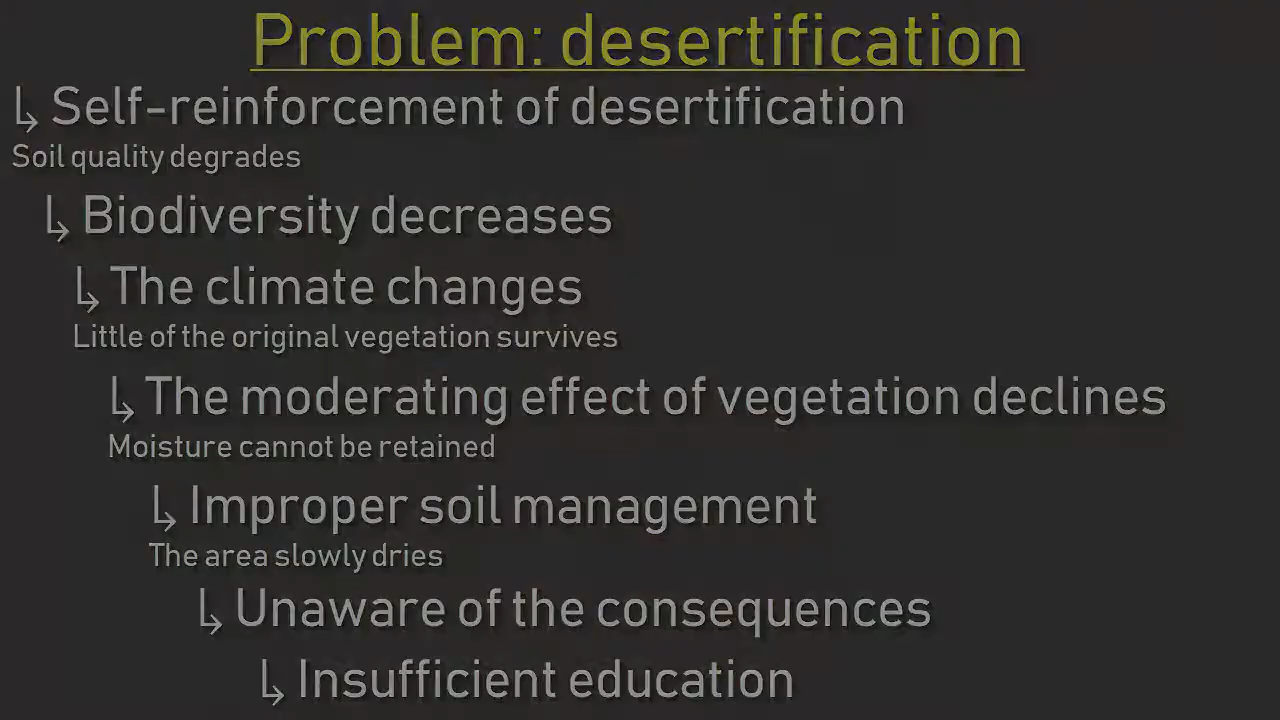 Problem: desertification
↳ Self-reinforcement of desertification
Soil quality degrades
↳ Biodiversity decreases
↳ The climate changes
Little of the original vegetation survives
↳ The moderating effect of vegetation declines
Moisture cannot be retained
↳ Improper soil management
The area slowly dries
↳ Unaware of the consequences
↳ Insufficient education